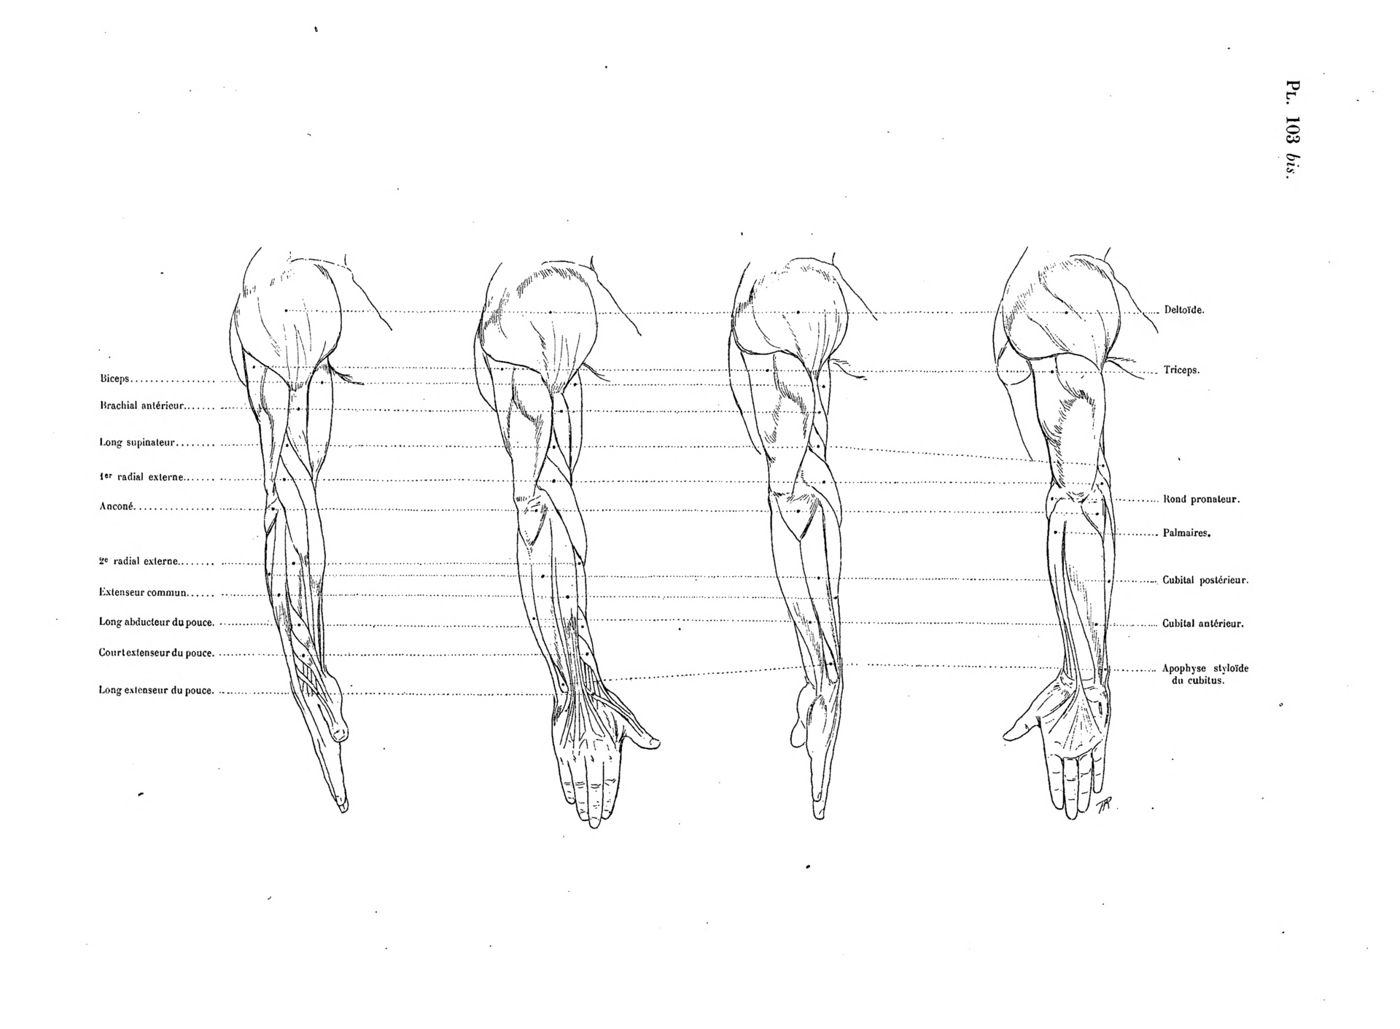 PL. 103 bis.
Deltoïde.
Triceps.
Biceps
Brachial antérieur
Long supinateur
1er radial externe
Rond pronateur.
Anconé
Palmaires.
2e radial externe
Cubital postérieur.
Extenseur commun
Long abducteur du pouce.
Cubital antérieur.
Court extenseur du pouce.
Apophyse styloïde
du cubitus.
Long extenseur du pouce.